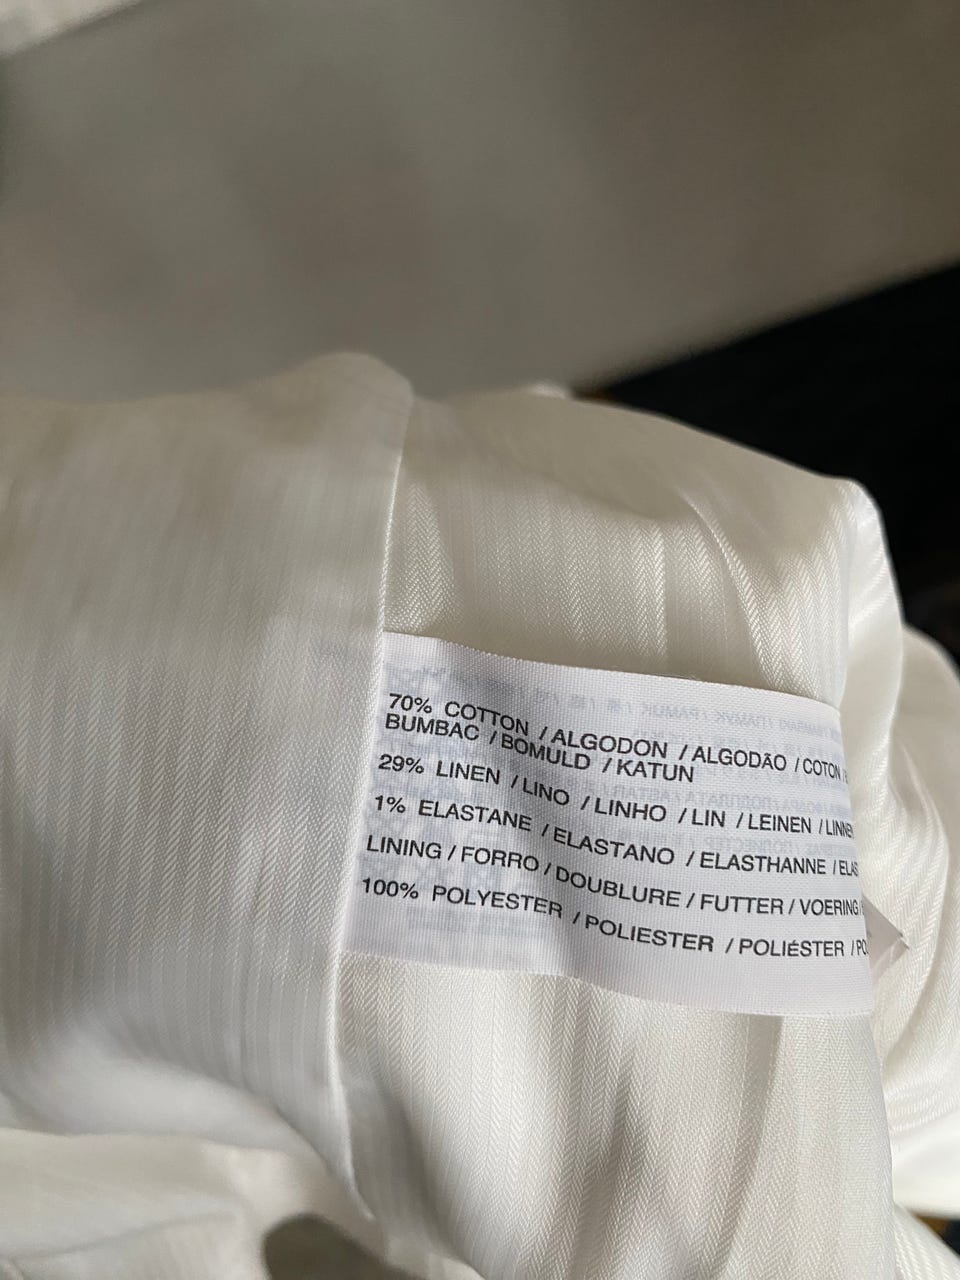 70% COTTON / ALGODON / ALGODÃO / COTON /
BUMBAC / BOMULD / KATUN
29% LINEN / LINO / LINHO / LIN / LEINEN / LINNEN
1% ELASTANE / ELASTANO / ELASTHANNE / ELAS
LINING / FORRO / DOUBLURE / FUTTER / VOERING /
100% POLYESTER / POLIESTER / POLIéSTER / PO